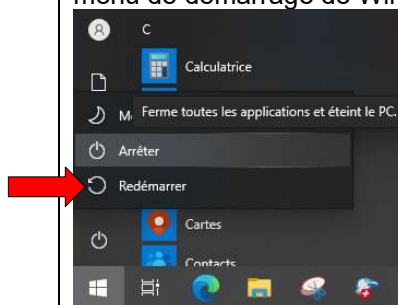 menu de démarrage de Wi
R
C
Calculatrice
M
Ferme toutes les applications et éteint le PC.
Arrêter
Redémarrer
Cartes
Contacts